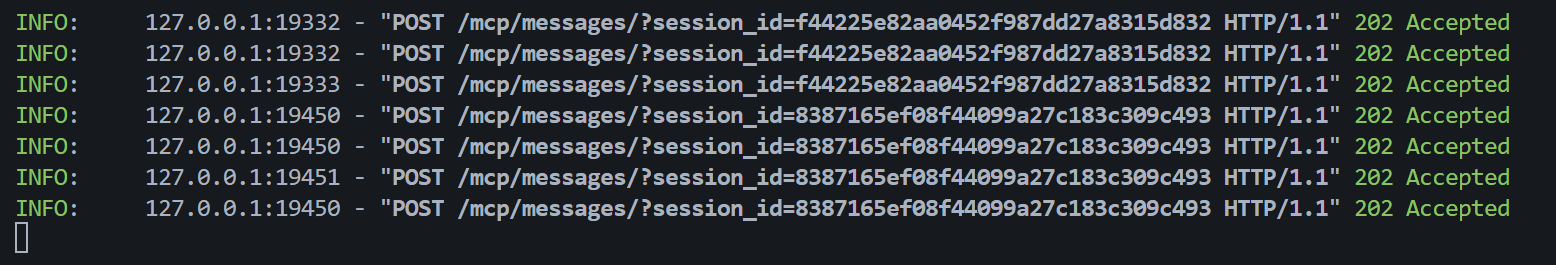 INFO:     127.0.0.1:19332 - "POST /mcp/messages/?session_id=f44225e82aa0452f987dd27a8315d832 HTTP/1.1" 202 Accepted
INFO:     127.0.0.1:19332 - "POST /mcp/messages/?session_id=f44225e82aa0452f987dd27a8315d832 HTTP/1.1" 202 Accepted
INFO:     127.0.0.1:19333 - "POST /mcp/messages/?session_id=f44225e82aa0452f987dd27a8315d832 HTTP/1.1" 202 Accepted
INFO:     127.0.0.1:19450 - "POST /mcp/messages/?session_id=8387165ef08f44099a27c183c309c493 HTTP/1.1" 202 Accepted
INFO:     127.0.0.1:19450 - "POST /mcp/messages/?session_id=8387165ef08f44099a27c183c309c493 HTTP/1.1" 202 Accepted
INFO:     127.0.0.1:19451 - "POST /mcp/messages/?session_id=8387165ef08f44099a27c183c309c493 HTTP/1.1" 202 Accepted
INFO:     127.0.0.1:19450 - "POST /mcp/messages/?session_id=8387165ef08f44099a27c183c309c493 HTTP/1.1" 202 Accepted